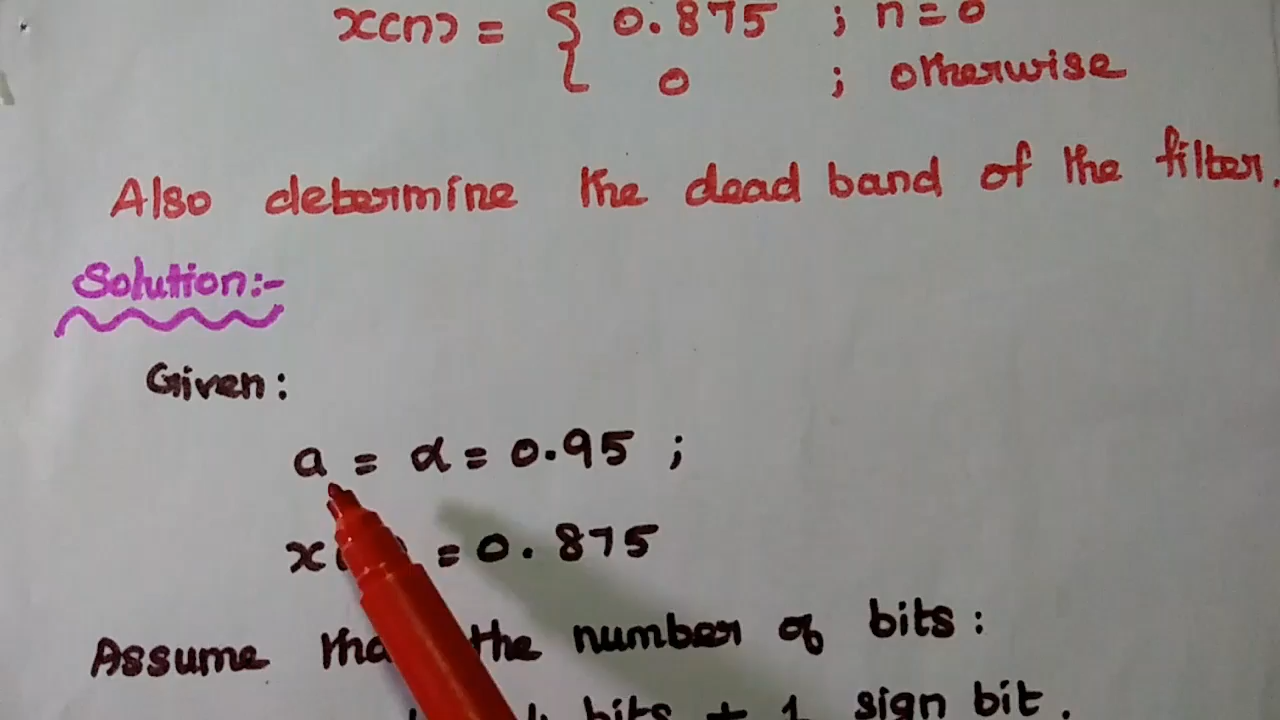 x(n) = { 0.875 ; n = 0
0 ; otherwise
Also determine the dead band of the filter.
Solution:-
Given:
a = α = 0.95 ;
= 0.875
Assume the number of bits:
bits + 1 sign bit.